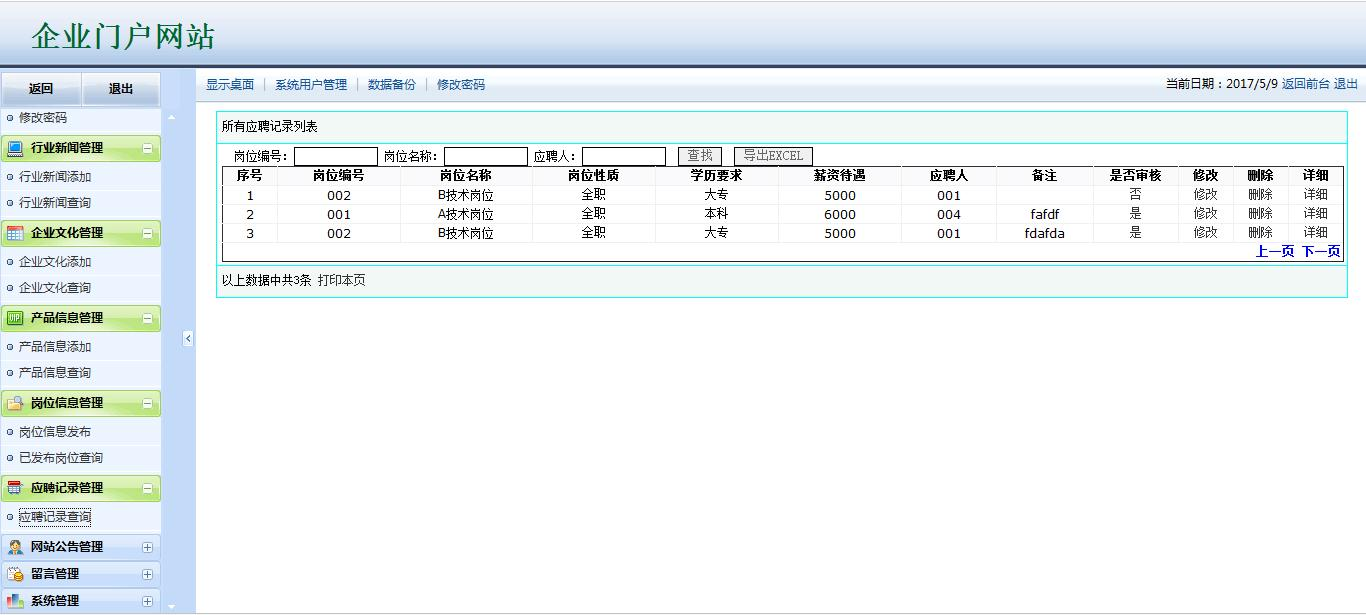 企业门户网站
返回 退出
显示桌面 系统用户管理 数据备份 修改密码 当前日期：2017/5/9 返回前台 退出
修改密码
行业新闻管理
行业新闻添加
行业新闻查询
企业文化管理
企业文化添加
企业文化查询
产品信息管理
产品信息添加
产品信息查询
岗位信息管理
岗位信息发布
已发布岗位查询
应聘记录管理
应聘记录查询
网站公告管理
留言管理
系统管理
所有应聘记录列表
岗位编号： 岗位名称： 应聘人： 查找 导出EXCEL
序号 岗位编号 岗位名称 岗位性质 学历要求 薪资待遇 应聘人 备注 是否审核 修改 删除 详细
1 002 B技术岗位 全职 大专 5000 001 否 修改 删除 详细
2 001 A技术岗位 全职 本科 6000 004 fafdf 是 修改 删除 详细
3 002 B技术岗位 全职 大专 5000 001 fdafda 是 修改 删除 详细
上一页 下一页
以上数据中共3条 打印本页